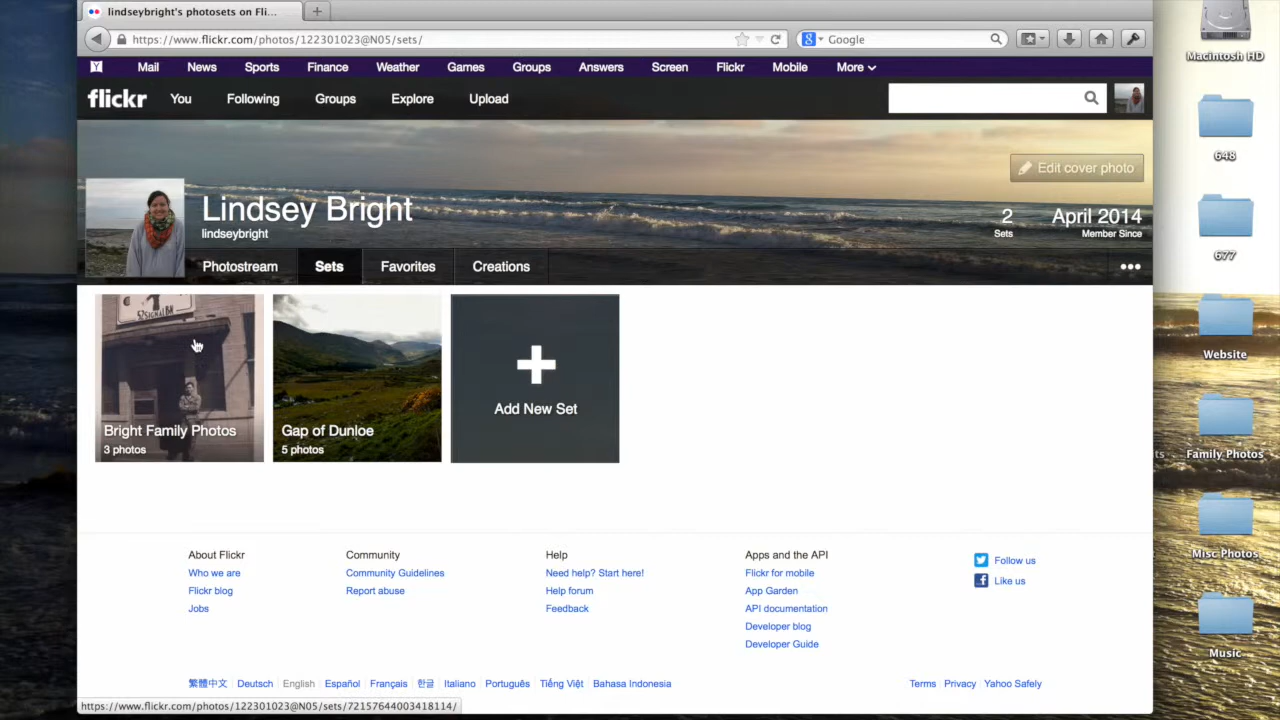 lindseybright's photosets on Fli...
https://www.flickr.com/photos/122301023@N05/sets/
Google
Mail News Sports Finance Weather Games Groups Answers Screen Flickr Mobile More
flickr You Following Groups Explore Upload
Edit cover photo
Lindsey Bright
lindseybright
2
Sets
April 2014
Member Since
Photostream Sets Favorites Creations
52SIGNALBN
Bright Family Photos
3 photos
Gap of Dunloe
5 photos
Add New Set
About Flickr
Who we are
Flickr blog
Jobs
Community
Community Guidelines
Report abuse
Help
Need help? Start here!
Help forum
Feedback
Apps and the API
Flickr for mobile
App Garden
API documentation
Developer blog
Developer Guide
Follow us
Like us
繁體中文 Deutsch English Español Français 한글 Italiano Português Tiếng Việt Bahasa Indonesia
Terms Privacy Yahoo Safely
https://www.flickr.com/photos/122301023@N05/sets/72157644003418114/
Macintosh HD
648
677
Website
Family Photos
Misc Photos
Music